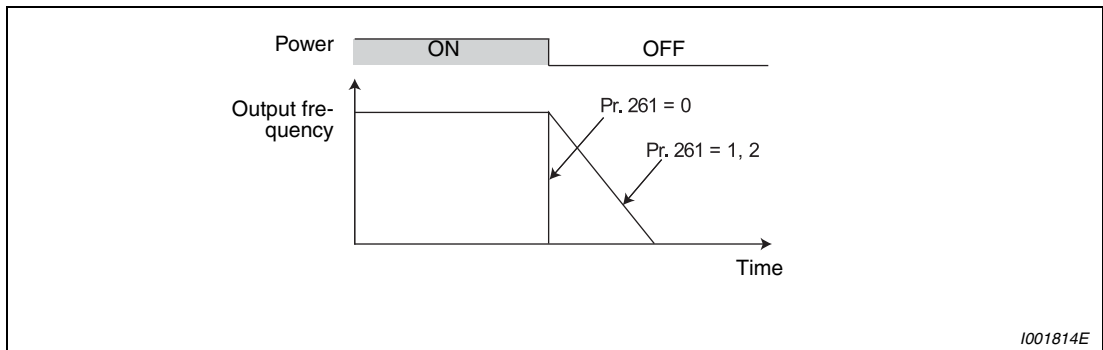 Power
ON
OFF
Output fre-
quency
Pr. 261 = 0
Pr. 261 = 1, 2
Time
I001814E